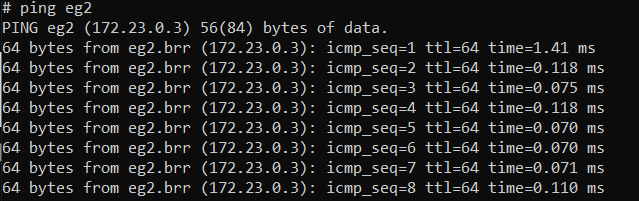 # ping eg2
PING eg2 (172.23.0.3) 56(84) bytes of data.
64 bytes from eg2.brr (172.23.0.3): icmp_seq=1 ttl=64 time=1.41 ms
64 bytes from eg2.brr (172.23.0.3): icmp_seq=2 ttl=64 time=0.118 ms
64 bytes from eg2.brr (172.23.0.3): icmp_seq=3 ttl=64 time=0.075 ms
64 bytes from eg2.brr (172.23.0.3): icmp_seq=4 ttl=64 time=0.118 ms
64 bytes from eg2.brr (172.23.0.3): icmp_seq=5 ttl=64 time=0.070 ms
64 bytes from eg2.brr (172.23.0.3): icmp_seq=6 ttl=64 time=0.070 ms
64 bytes from eg2.brr (172.23.0.3): icmp_seq=7 ttl=64 time=0.071 ms
64 bytes from eg2.brr (172.23.0.3): icmp_seq=8 ttl=64 time=0.110 ms